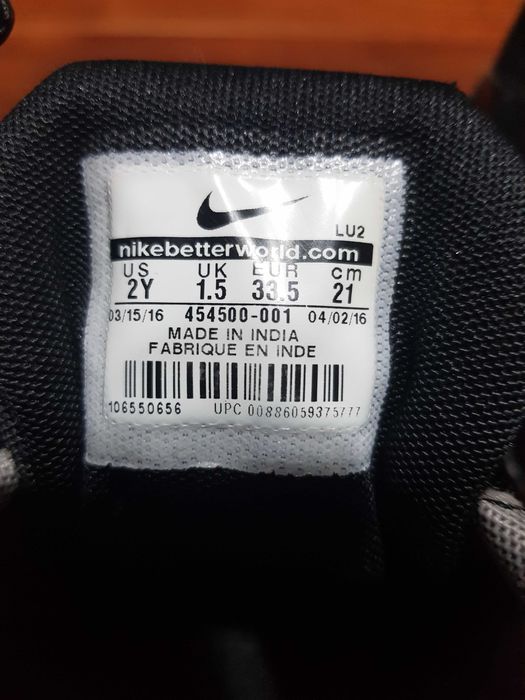 LU2
nikebetterworld.com
US UK EUR cm
2Y 1.5 33.5 21
03/15/16 454500-001 04/02/16
MADE IN INDIA
FABRIQUE EN INDE
106550656 UPC 00886059375777